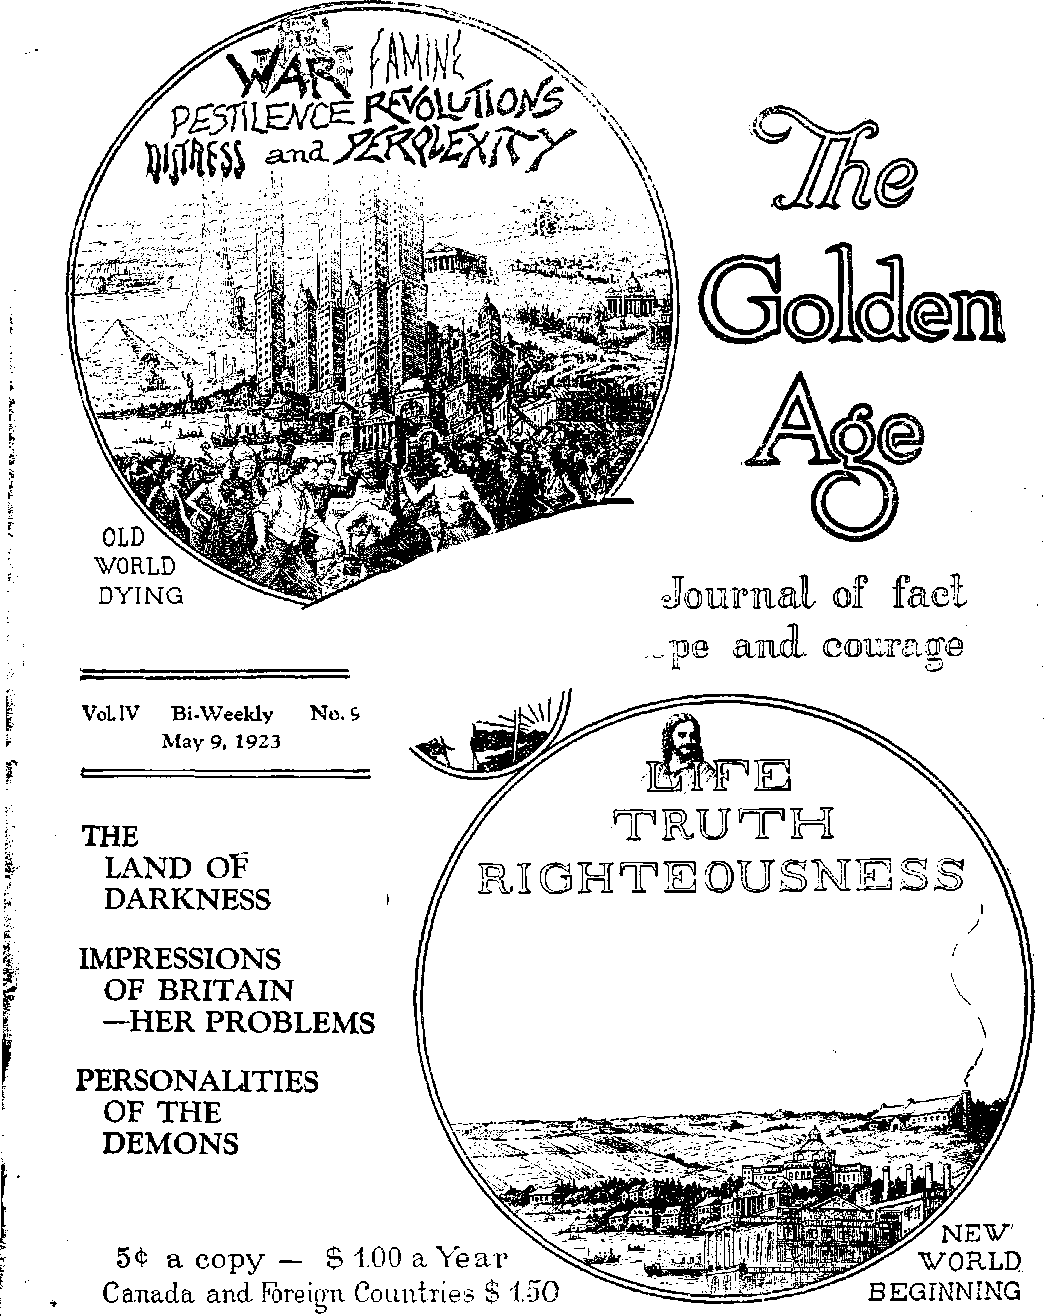 WAR FAMINE
PESTILENCE REVOLUTIONS
DISTRESS and PERPLEXITY
The
Golden
Age
OLD
WORLD
DYING
Journal of fact
pe and courage
Vol. IV Bi-Weekly No.
May 9, 1923
LIFE
TRUTH
RIGHTEOUSNESS
THE
LAND OF
DARKNESS
IMPRESSIONS
OF BRITAIN
—HER PROBLEMS
PERSONALITIES
OF THE
DEMONS
5¢ a copy — $ 1.00 a Year
Canada and Foreign Countries $ 1.50
NEW
WORLD
BEGINNING